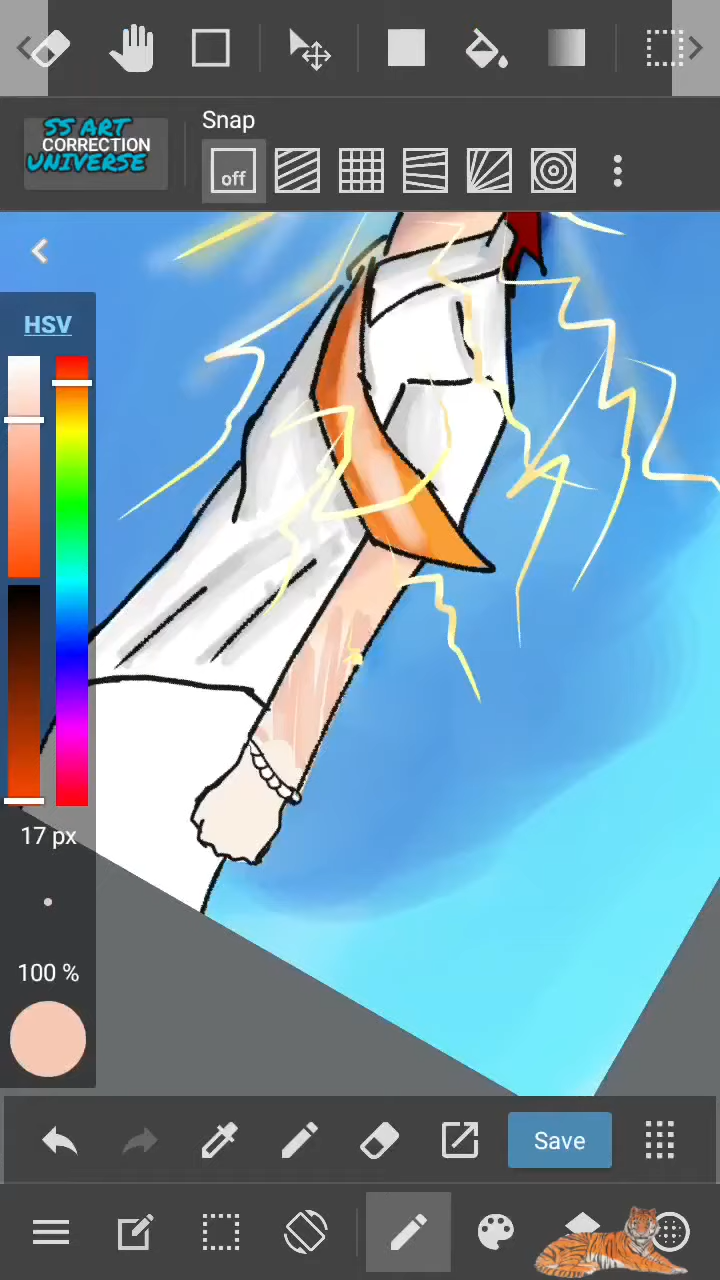 Snap
SS ART
CORRECTION
UNIVERSE
off
HSV
17 px
100 %
Save